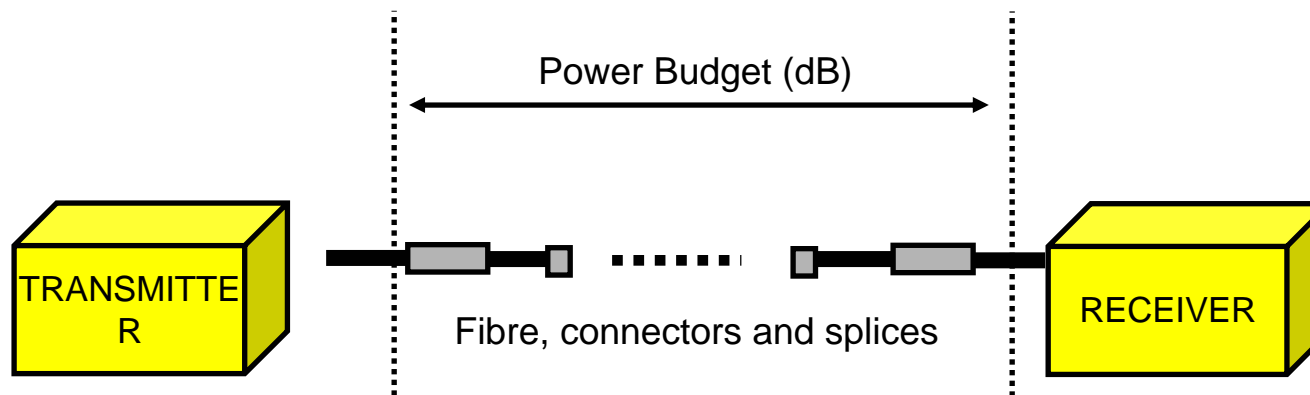 Power Budget (dB)
TRANSMITTE
R
RECEIVER
Fibre, connectors and splices